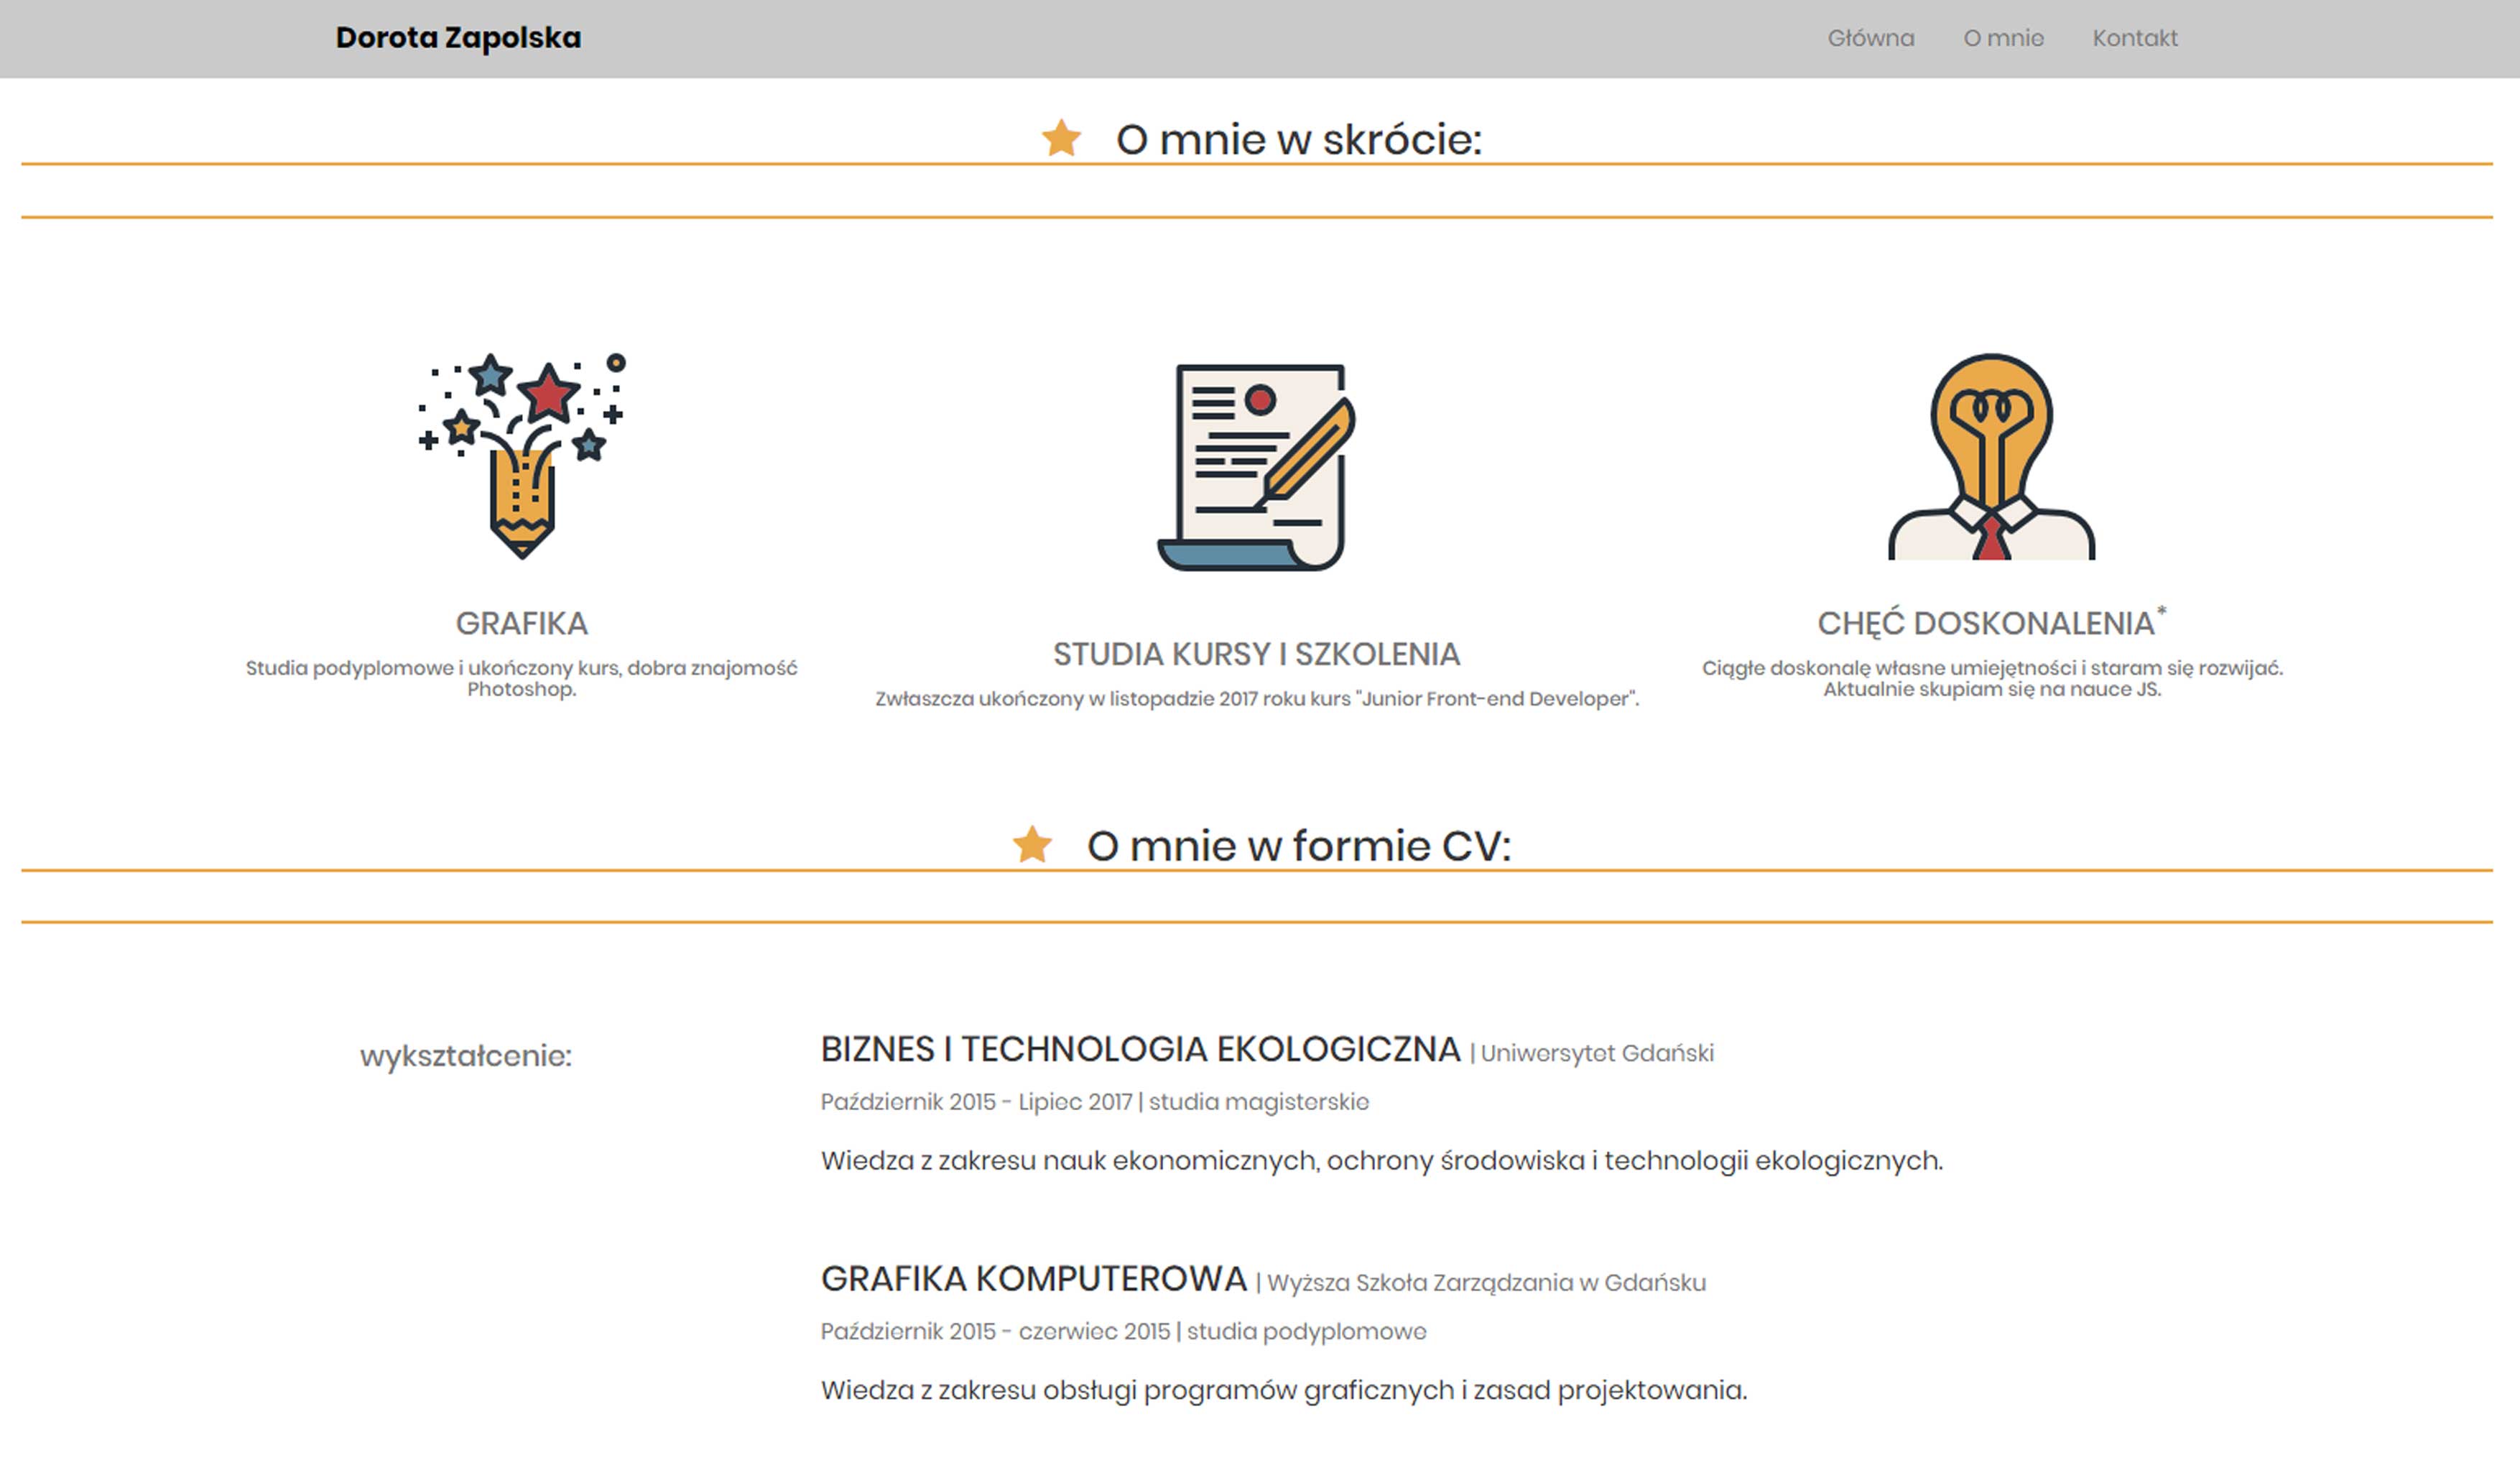 Dorota Zapolska
Główna O mnie Kontakt
O mnie w skrócie:
GRAFIKA
Studia podyplomowe i ukończony kurs, dobra znajomość
Photoshop.
STUDIA KURSY I SZKOLENIA
Zwłaszcza ukończony w listopadzie 2017 roku kurs "Junior Front-end Developer".
CHĘĆ DOSKONALENIA*
Ciągłe doskonalę własne umiejętności i staram się rozwijać.
Aktualnie skupiam się na nauce JS.
O mnie w formie CV:
wykształcenie:
BIZNES I TECHNOLOGIA EKOLOGICZNA | Uniwersytet Gdański
Październik 2015 - Lipiec 2017 | studia magisterskie
Wiedza z zakresu nauk ekonomicznych, ochrony środowiska i technologii ekologicznych.
GRAFIKA KOMPUTEROWA | Wyższa Szkoła Zarządzania w Gdańsku
Październik 2015 - czerwiec 2015 | studia podyplomowe
Wiedza z zakresu obsługi programów graficznych i zasad projektowania.